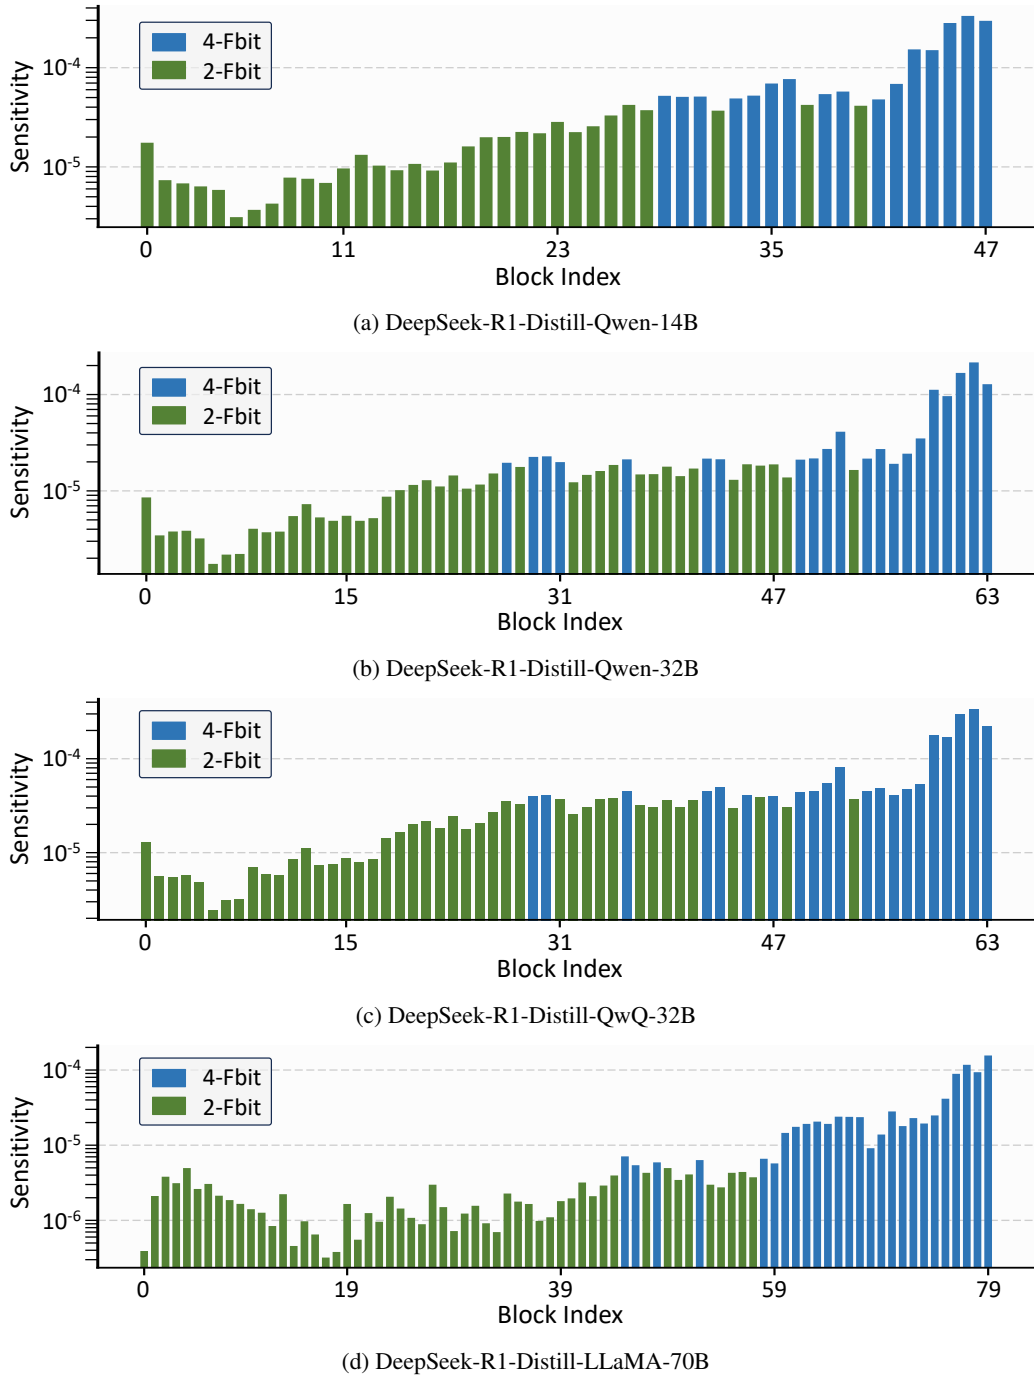 Sensitivity
10⁻⁴
10⁻⁵
4-Fbit
2-Fbit
0 11 23 35 47
Block Index
(a) DeepSeek-R1-Distill-Qwen-14B
Sensitivity
10⁻⁴
10⁻⁵
4-Fbit
2-Fbit
0 15 31 47 63
Block Index
(b) DeepSeek-R1-Distill-Qwen-32B
Sensitivity
10⁻⁴
10⁻⁵
4-Fbit
2-Fbit
0 15 31 47 63
Block Index
(c) DeepSeek-R1-Distill-QwQ-32B
Sensitivity
10⁻⁴
10⁻⁵
10⁻⁶
4-Fbit
2-Fbit
0 19 39 59 79
Block Index
(d) DeepSeek-R1-Distill-LLaMA-70B